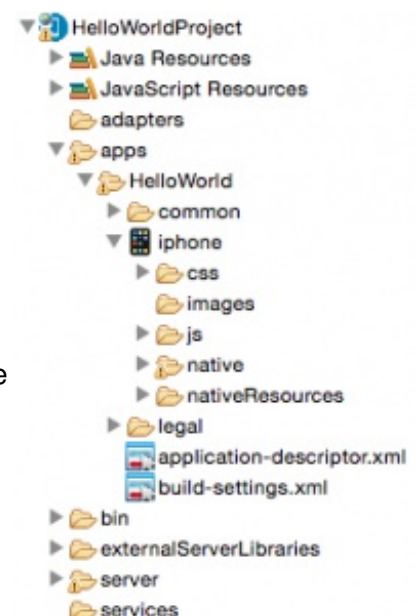 HelloWorldProject
Java Resources
JavaScript Resources
adapters
apps
HelloWorld
common
iphone
css
images
js
e
native
nativeResources
legal
application-descriptor.xml
build-settings.xml
bin
externalServerLibraries
server
services